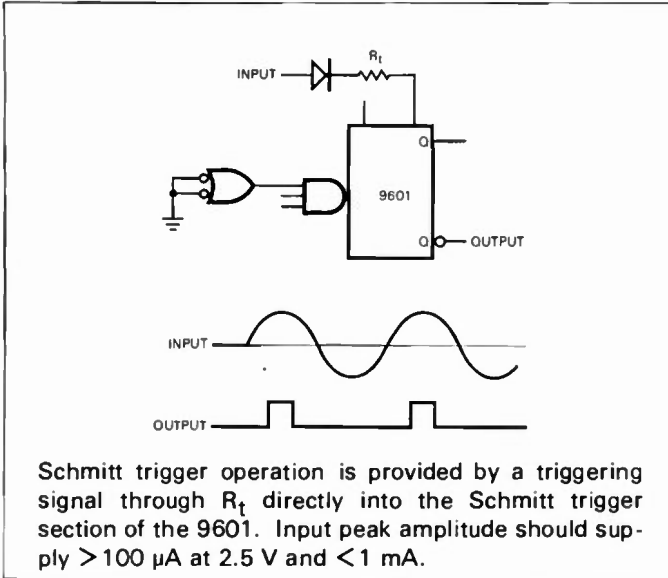 INPUT
Rt
Q
9601
Q
OUTPUT
INPUT
OUTPUT
Schmitt trigger operation is provided by a triggering
signal through Rt directly into the Schmitt trigger
section of the 9601. Input peak amplitude should sup-
ply >100 µA at 2.5 V and <1 mA.